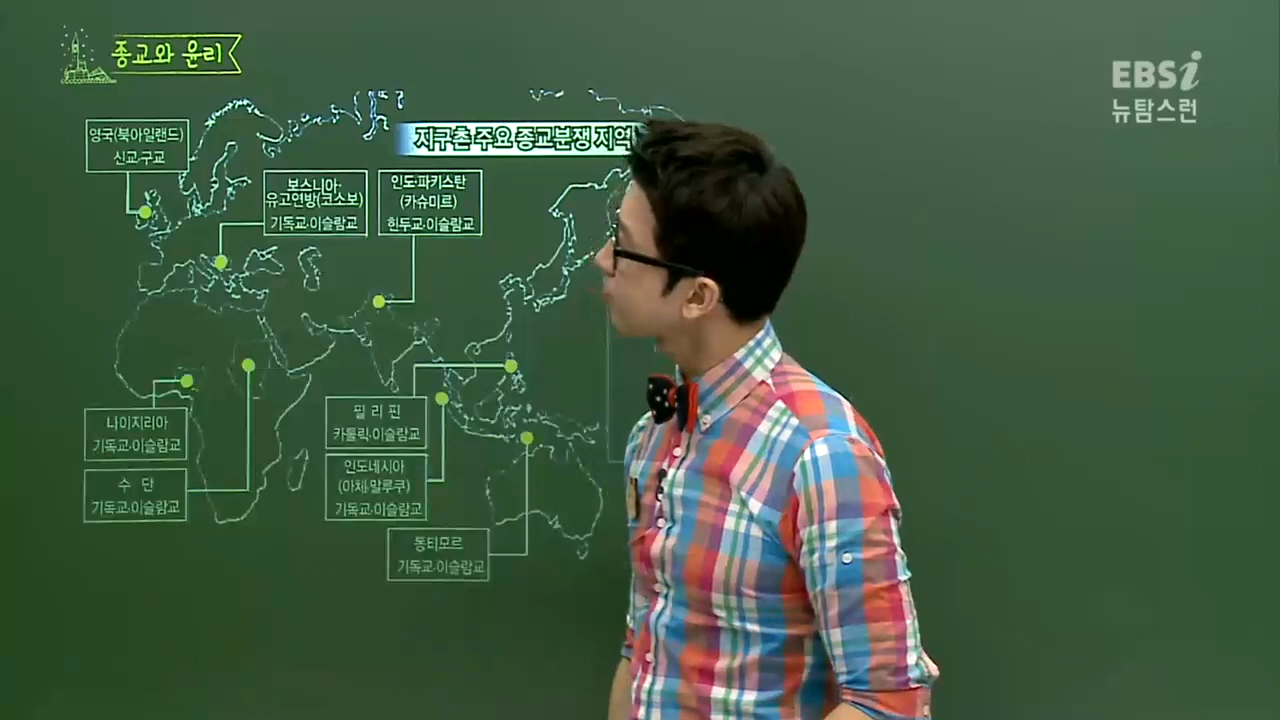 종교와 윤리
EBSi
뉴탐스런
지구촌 주요 종교분쟁 지역
영국(북아일랜드)
신교·구교
보스니아·
유고연방(코소보)
기독교·이슬람교
인도·파키스탄
(카슈미르)
힌두교·이슬람교
나이지리아
기독교·이슬람교
수 단
기독교·이슬람교
필 리 핀
카톨릭·이슬람교
인도네시아
(아체·말루쿠)
기독교·이슬람교
동티모르
기독교·이슬람교